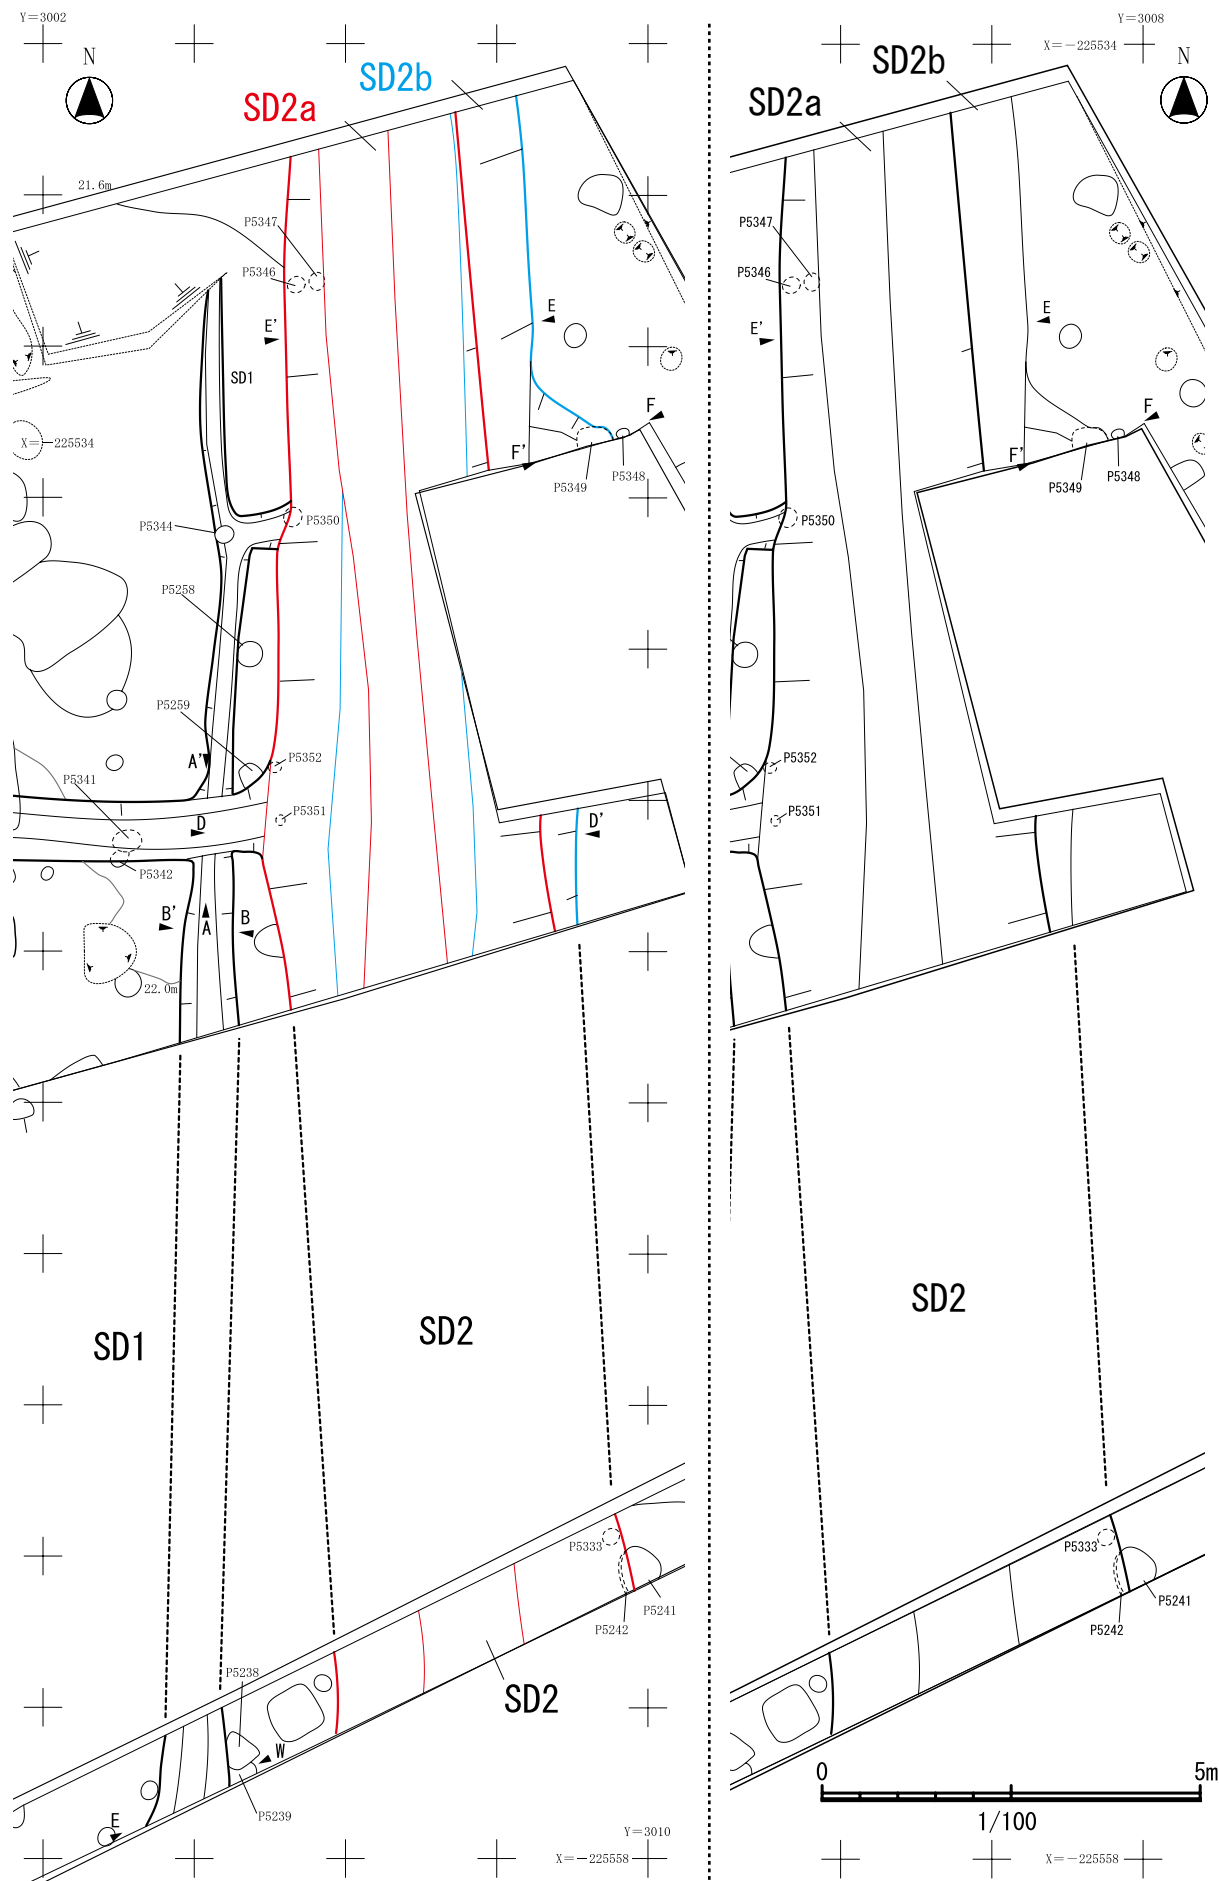 Y=3002
N
SD2b
SD2a
21.6m
P5347
P5346
E
E'
SD1
F
X=-225534
F'
P5349
P5348
P5344
P5350
P5258
P5259
A'
P5352
P5341
P5351
D
D'
P5342
B'
A
B
22.0m
SD1
SD2
P5333
P5241
P5242
P5238
SD2
W
P5239
E
Y=3010
X=-225558
Y=3008
X=-225534
N
SD2b
SD2a
P5347
P5346
E
E'
F
F'
P5349
P5348
P5350
P5352
P5351
SD2
P5333
P5241
P5242
0
5m
1/100
X=-225558